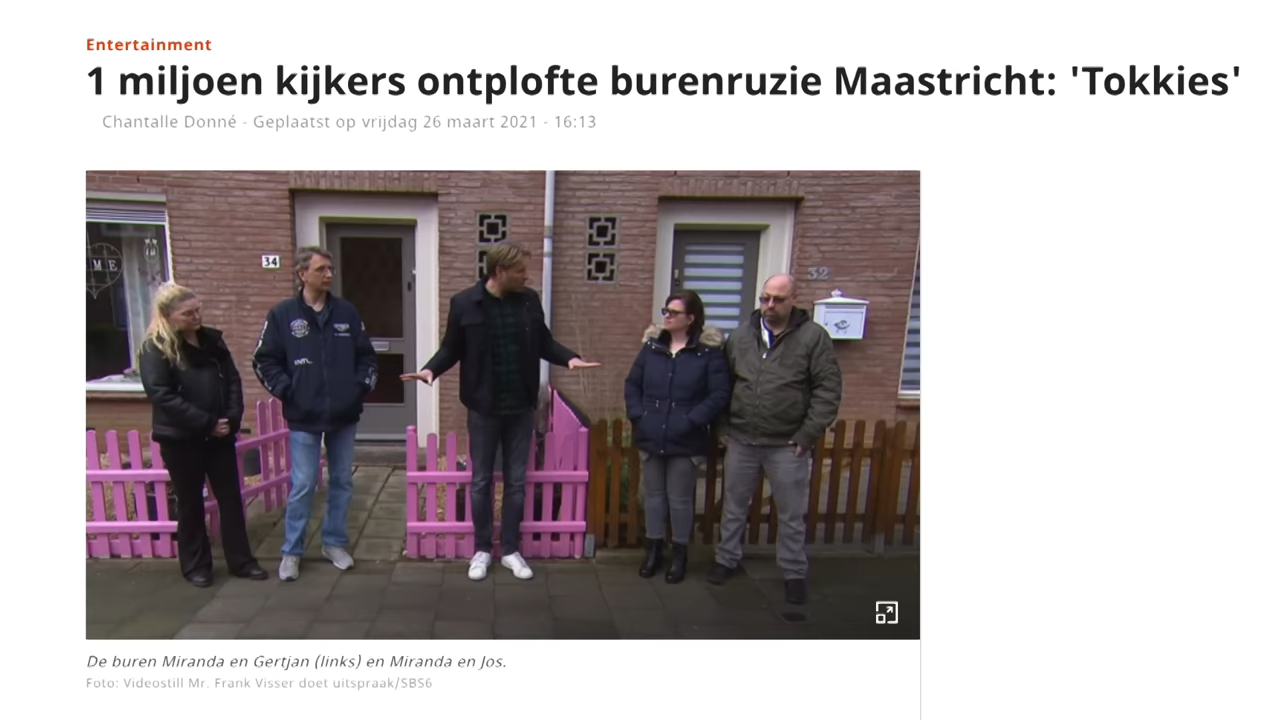 Entertainment
1 miljoen kijkers ontplofte burenruzie Maastricht: 'Tokkies'
Chantalle Donné - Geplaatst op vrijdag 26 maart 2021 - 16:13
34
32
De buren Miranda en Gertjan (links) en Miranda en Jos.
Foto: Videostill Mr. Frank Visser doet uitspraak/SBS6